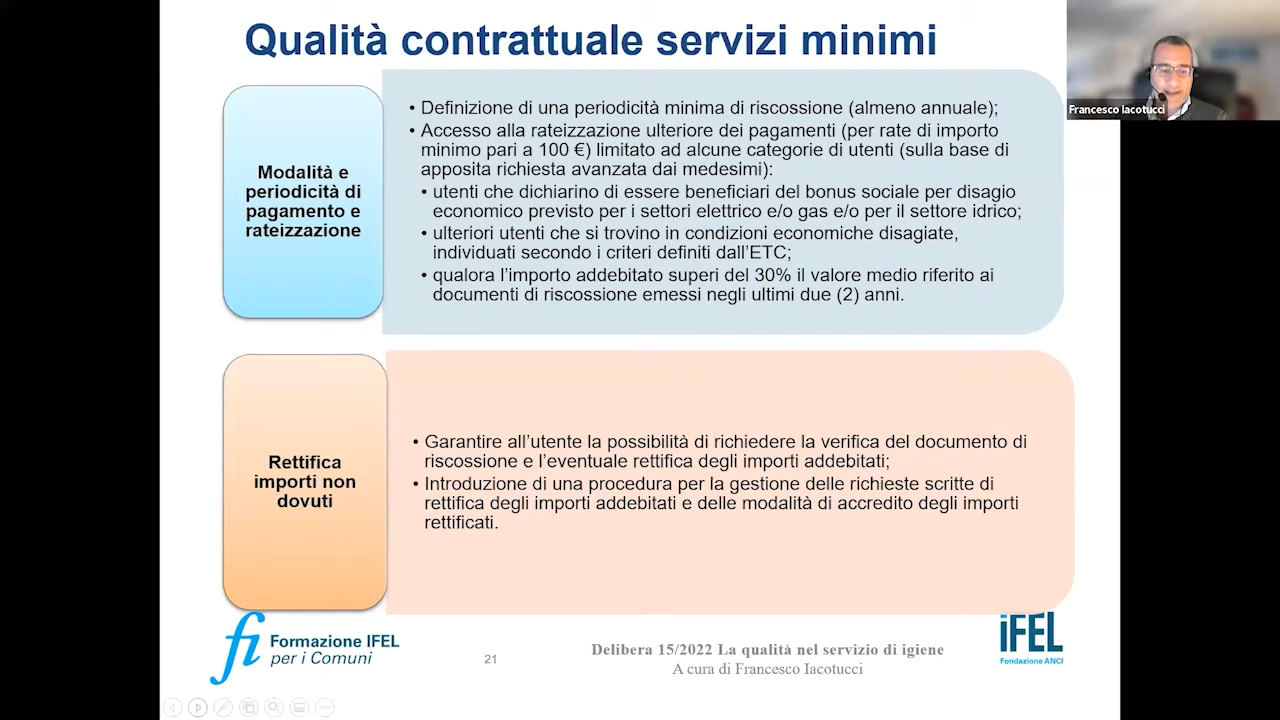 Qualità contrattuale servizi minimi
Francesco Iacotucci
Modalità e
periodicità di
pagamento e
rateizzazione
• Definizione di una periodicità minima di riscossione (almeno annuale);
• Accesso alla rateizzazione ulteriore dei pagamenti (per rate di importo
minimo pari a 100 €) limitato ad alcune categorie di utenti (sulla base di
apposita richiesta avanzata dai medesimi):
• utenti che dichiarino di essere beneficiari del bonus sociale per disagio
economico previsto per i settori elettrico e/o gas e/o per il settore idrico;
• ulteriori utenti che si trovino in condizioni economiche disagiate,
individuati secondo i criteri definiti dall'ETC;
• qualora l'importo addebitato superi del 30% il valore medio riferito ai
documenti di riscossione emessi negli ultimi due (2) anni.
Rettifica
importi non
dovuti
• Garantire all'utente la possibilità di richiedere la verifica del documento di
riscossione e l'eventuale rettifica degli importi addebitati;
• Introduzione di una procedura per la gestione delle richieste scritte di
rettifica degli importi addebitati e delle modalità di accredito degli importi
rettificati.
fi
Formazione IFEL
per i Comuni
21
Delibera 15/2022 La qualità nel servizio di igiene
A cura di Francesco Iacotucci
iFEL
Fondazione ANCI